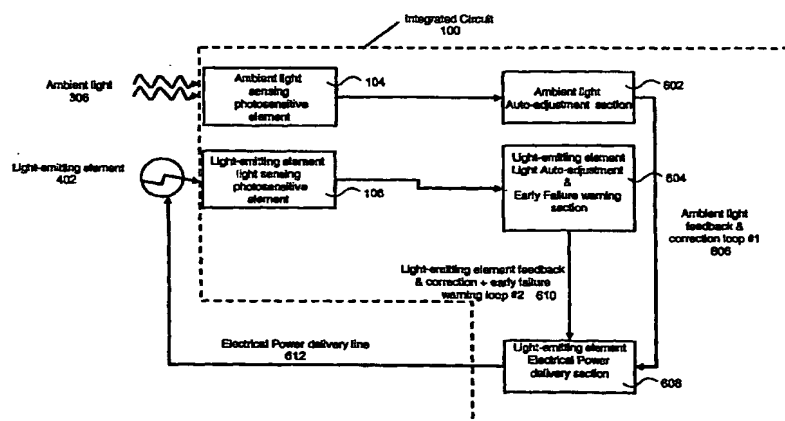 Integrated Circuit
100
Ambient light
306
Ambient light
sensing
photosensitive
element
104
Ambient light
Auto-adjustment section
602
Light-emitting element
402
Light-emitting element
light sensing
photosensitive
element
106
Light-emitting element
Light Auto-adjustment
&
Early Failure warning
section
604
Ambient light
feedback &
correction loop #1
606
Light-emitting element feedback
& correction + early failure
warning loop #2 610
Electrical Power delivery line
612
Light-emitting element
Electrical Power
delivery section
608